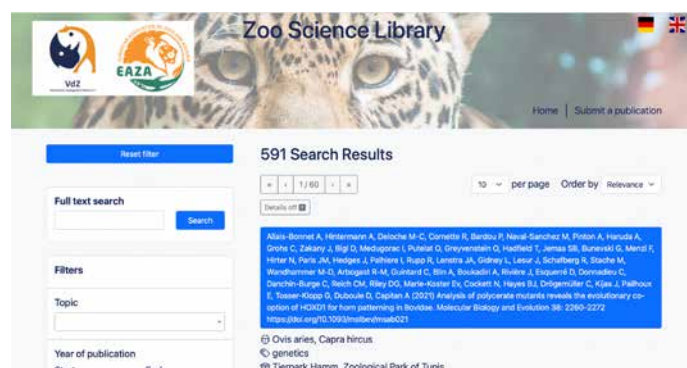 Zoo Science Library
VdZ
EAZA
Home | Submit a publication
Reset filter
591 Search Results
« ‹ 1/60 › »
10 per page Order by Relevance
Details off
Full text search
Search
Allais-Bonnet A, Hintermann A, Deloche M-C, Cornette R, Bardou P, Naval-Sanchez M, Pinton A, Haruda A,
Grohs C, Zakany J, Bigi D, Medugorac I, Putelat O, Greyvenstein O, Hadfield T, Jemaa SB, Bunevski G, Menzi F,
Hirter N, Paris JM, Hedges J, Palhiere I, Rupp R, Lenstra JA, Gidney L, Lesur J, Schafberg R, Stache M,
Wandhammer M-D, Arbogast R-M, Guintard C, Blin A, Boukadiri A, Rivière J, Esquerré D, Donnadieu C,
Danchin-Burge C, Reich CM, Riley DG, Marle-Koster Ev, Cockett N, Hayes BJ, Drögemüller C, Kijas J, Pailhoux
E, Tosser-Klopp G, Duboule D, Capitan A (2021) Analysis of polycerate mutants reveals the evolutionary co-
option of HOXD1 for horn patterning in Bovidae. Molecular Biology and Evolution 38: 2260-2272
https://doi.org/10.1093/molbev/msab021
Filters
Topic
Ovis aries, Capra hircus
genetics
Tierpark Hamm, Zoological Park of Tunis
Year of publication